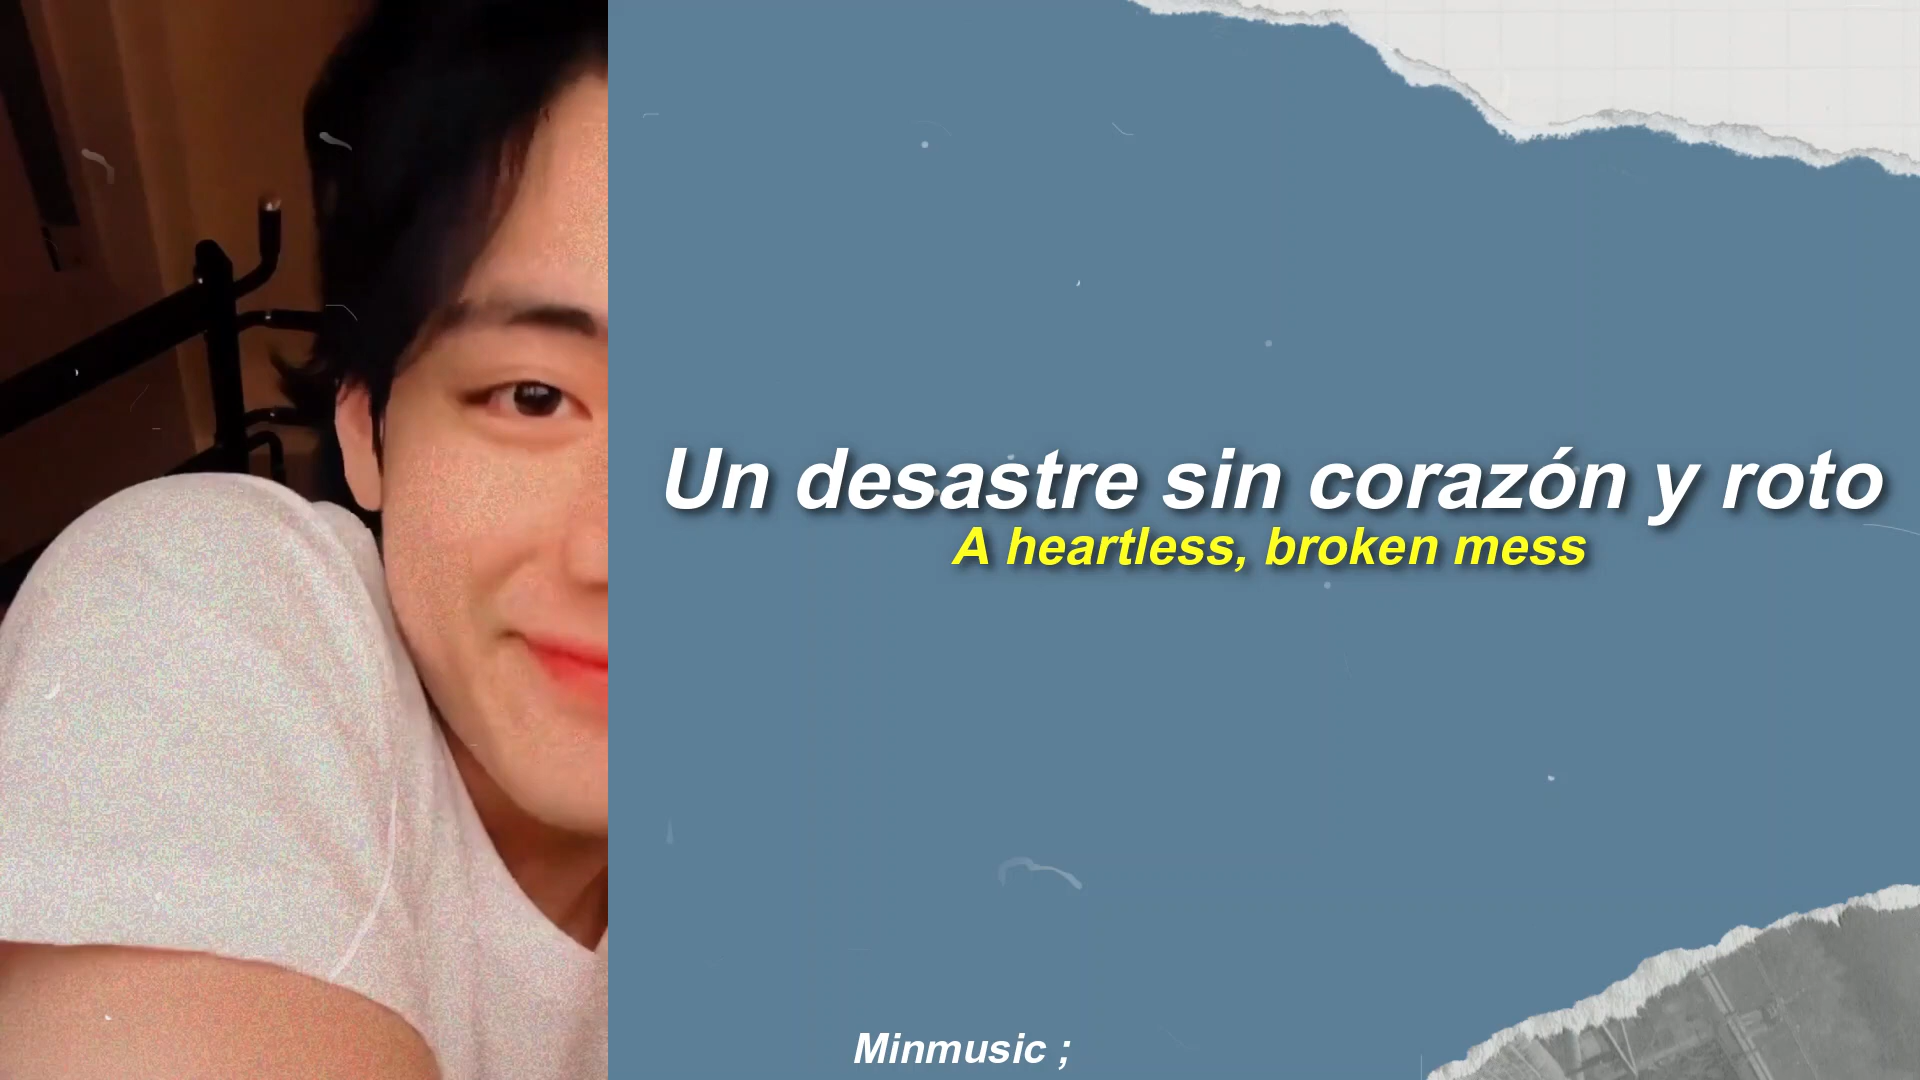 Un desastre sin corazón y roto
A heartless, broken mess
Minmusic ;